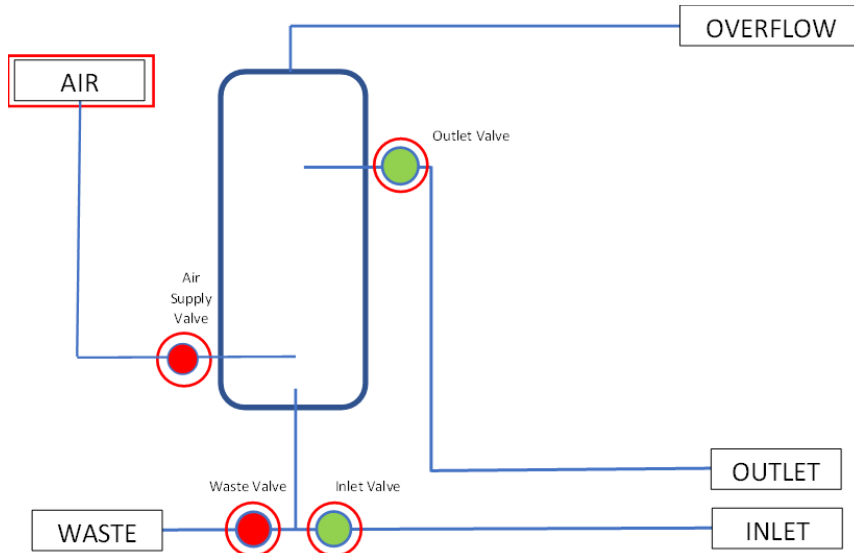 OVERFLOW
AIR
Outlet Valve
Air
Supply
Valve
OUTLET
Waste Valve
Inlet Valve
WASTE
INLET